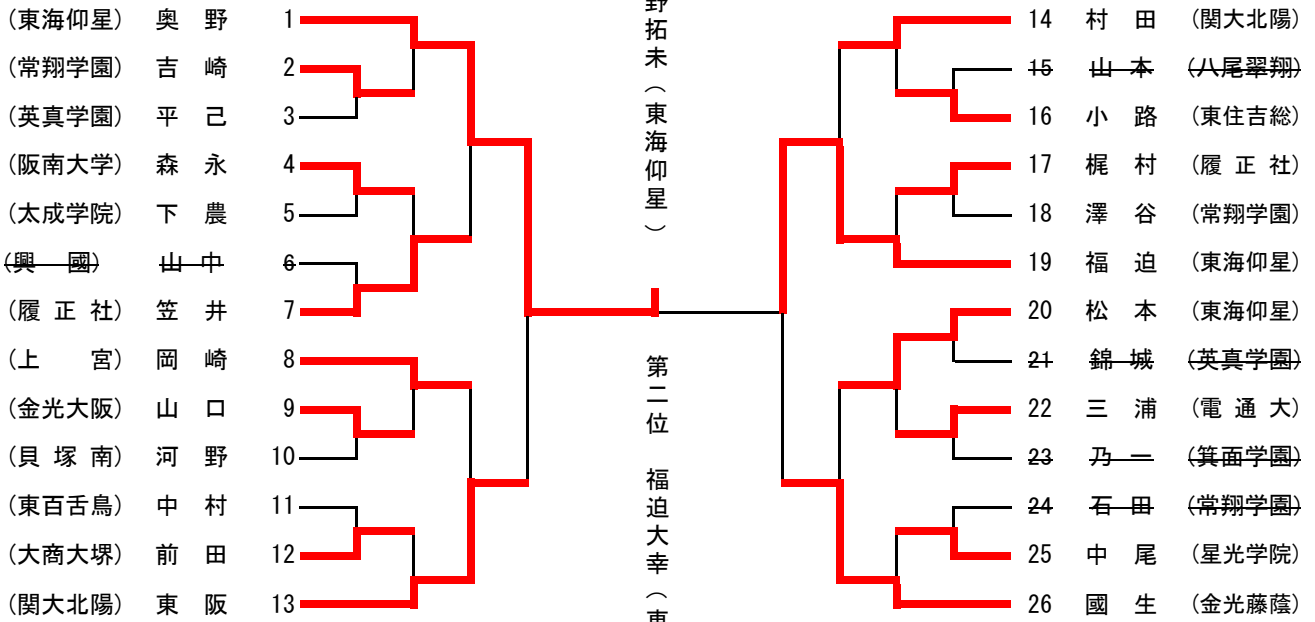 (東海仰星) 奥野 1
(常翔学園) 吉崎 2
(英真学園) 平己 3
(阪南大学) 森永 4
(太成学院) 下農 5
(興國) 山中 6
(履正社) 笠井 7
(上宮) 岡崎 8
(金光大阪) 山口 9
(貝塚南) 河野 10
(東百舌鳥) 中村 11
(大商大堺) 前田 12
(関大北陽) 東阪 13
野拓未(東海仰星)
第二位 福迫大幸(東
14 村田 (関大北陽)
15 山本 (八尾翠翔)
16 小路 (東住吉総)
17 梶村 (履正社)
18 澤谷 (常翔学園)
19 福迫 (東海仰星)
20 松本 (東海仰星)
21 錦城 (英真学園)
22 三浦 (電通大)
23 乃一 (箕面学園)
24 石田 (常翔学園)
25 中尾 (星光学院)
26 國生 (金光藤蔭)